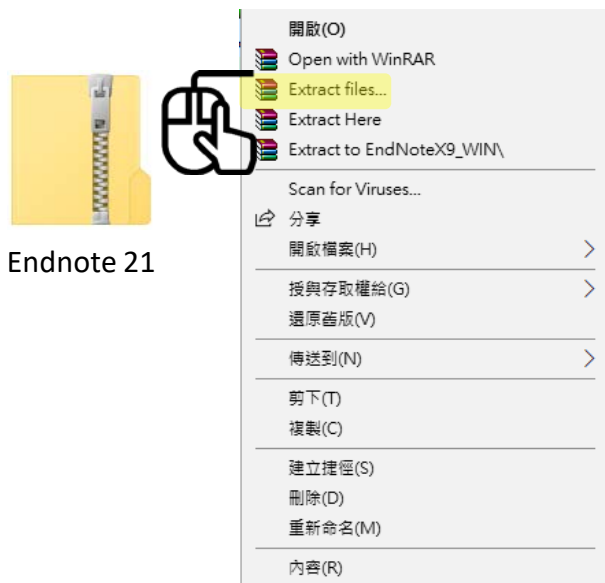 開啟(O)
Open with WinRAR
Extract files...
Extract Here
Extract to EndNoteX9_WIN\
Scan for Viruses...
分享
Endnote 21
開啟檔案(H)
授與存取權給(G)
還原舊版(V)
傳送到(N)
剪下(T)
複製(C)
建立捷徑(S)
刪除(D)
重新命名(M)
內容(R)